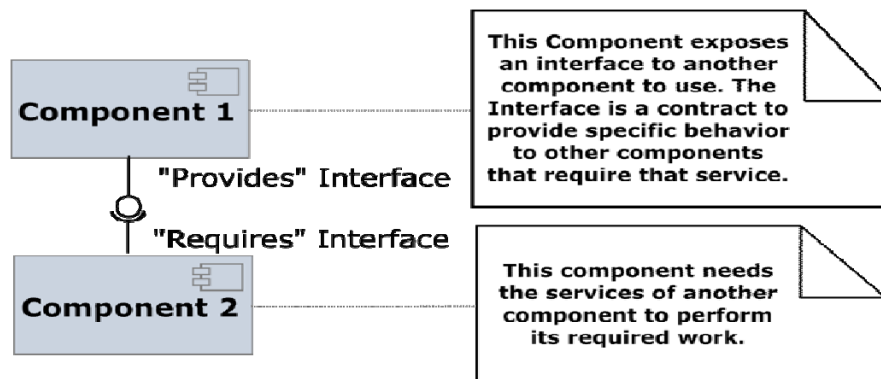 This Component exposes
an interface to another
component to use. The
Interface is a contract to
provide specific behavior
to other components
that require that service.
Component 1
"Provides" Interface
"Requires" Interface
Component 2
This component needs
the services of another
component to perform
its required work.